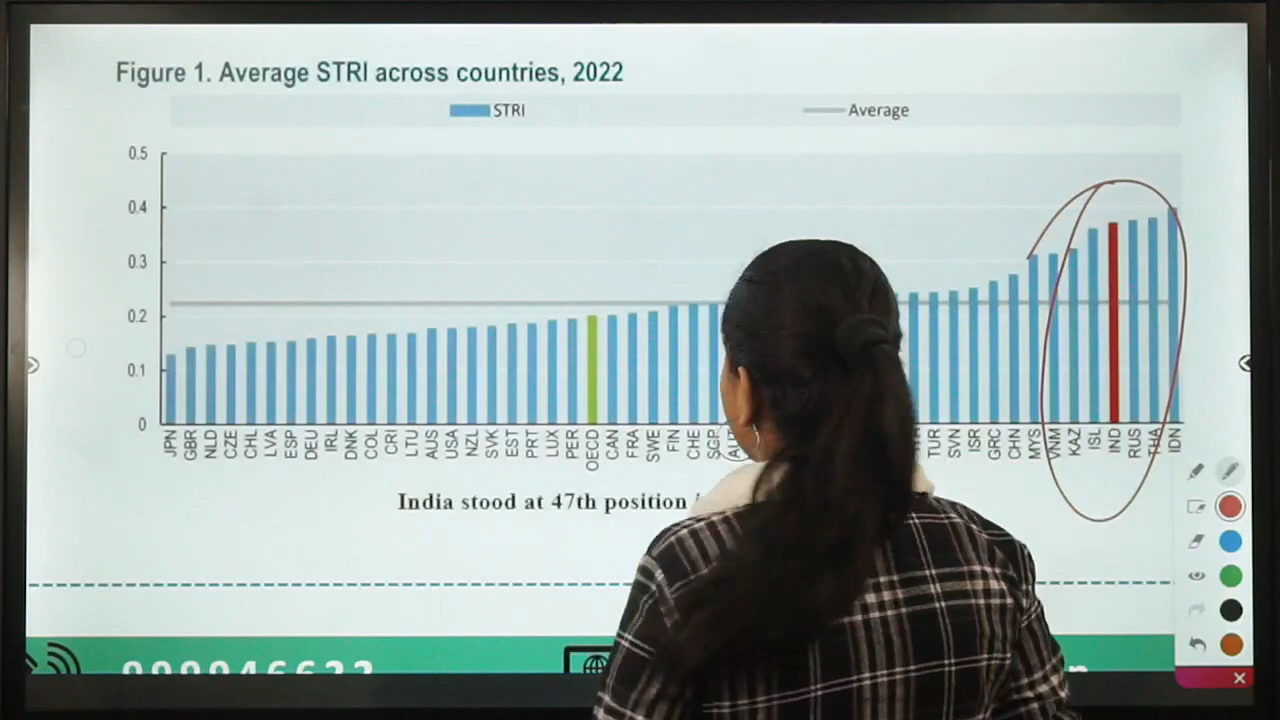 Figure 1. Average STRI across countries, 2022
STRI Average
0.5
0.4
0.3
0.2
0.1
0
JPN GBR NLD CZE CHL LVA ESP DEU IRL DNK COL CRI LTU AUS USA NZL SVK EST PRT LUX PER OECD CAN FRA SWE FIN CHE SGP TUR SVN ISR GRC CHN MYS VNM KAZ ISL IND RUS THA IDN
India stood at 47th position